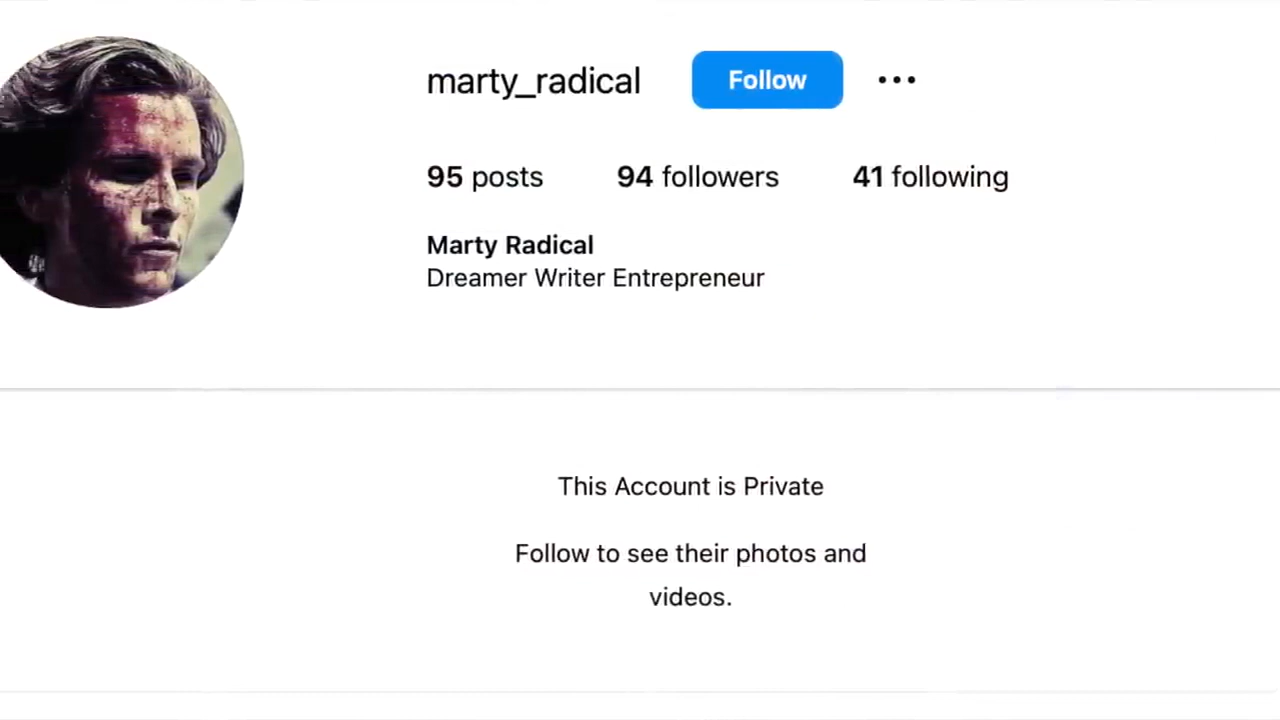 marty_radical Follow
95 posts 94 followers 41 following
Marty Radical
Dreamer Writer Entrepreneur
This Account is Private
Follow to see their photos and
videos.